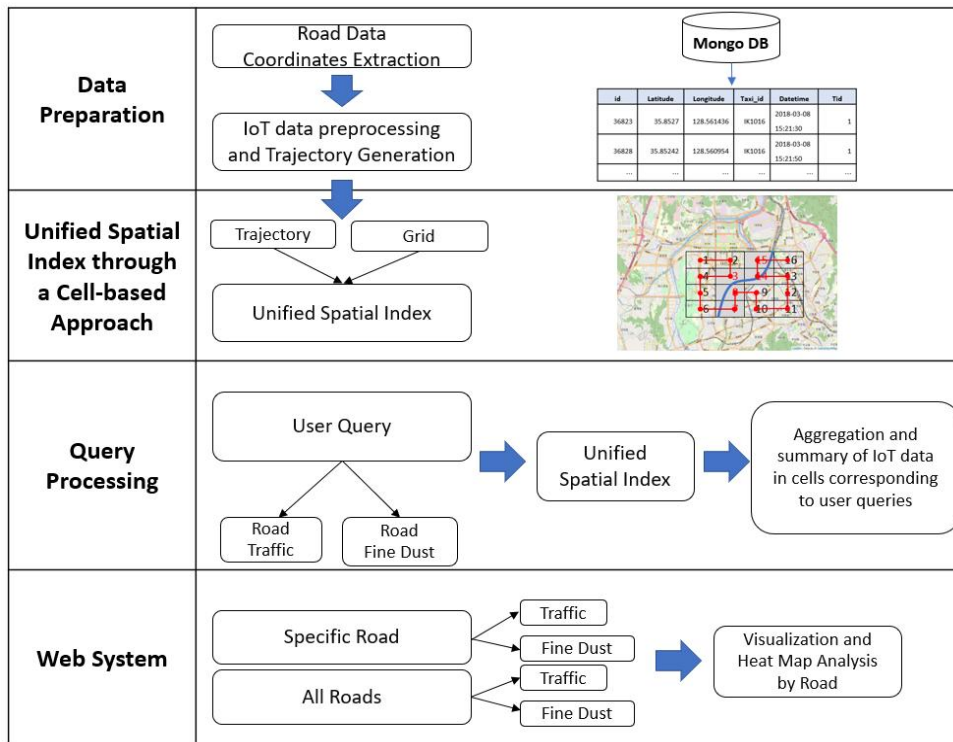 Data
Preparation
Road Data
Coordinates Extraction
IoT data preprocessing
and Trajectory Generation
Mongo DB
id Latitude Longitude Taxi_id Datetime Tid
36823 35.8527 128.561436 IK1016 2018-03-08
15:21:30 1
36828 35.85242 128.560954 IK1016 2018-03-08
15:21:50 1
... ... ... ... ... ...
Unified Spatial
Index through
a Cell-based
Approach
Trajectory
Grid
Unified Spatial Index
1 2 15 16
4 3 14 13
5 9 12
6 10 11
Query
Processing
User Query
Road
Traffic
Road
Fine Dust
Unified
Spatial Index
Aggregation and
summary of IoT data
in cells corresponding
to user queries
Web System
Specific Road
All Roads
Traffic
Fine Dust
Traffic
Fine Dust
Visualization and
Heat Map Analysis
by Road